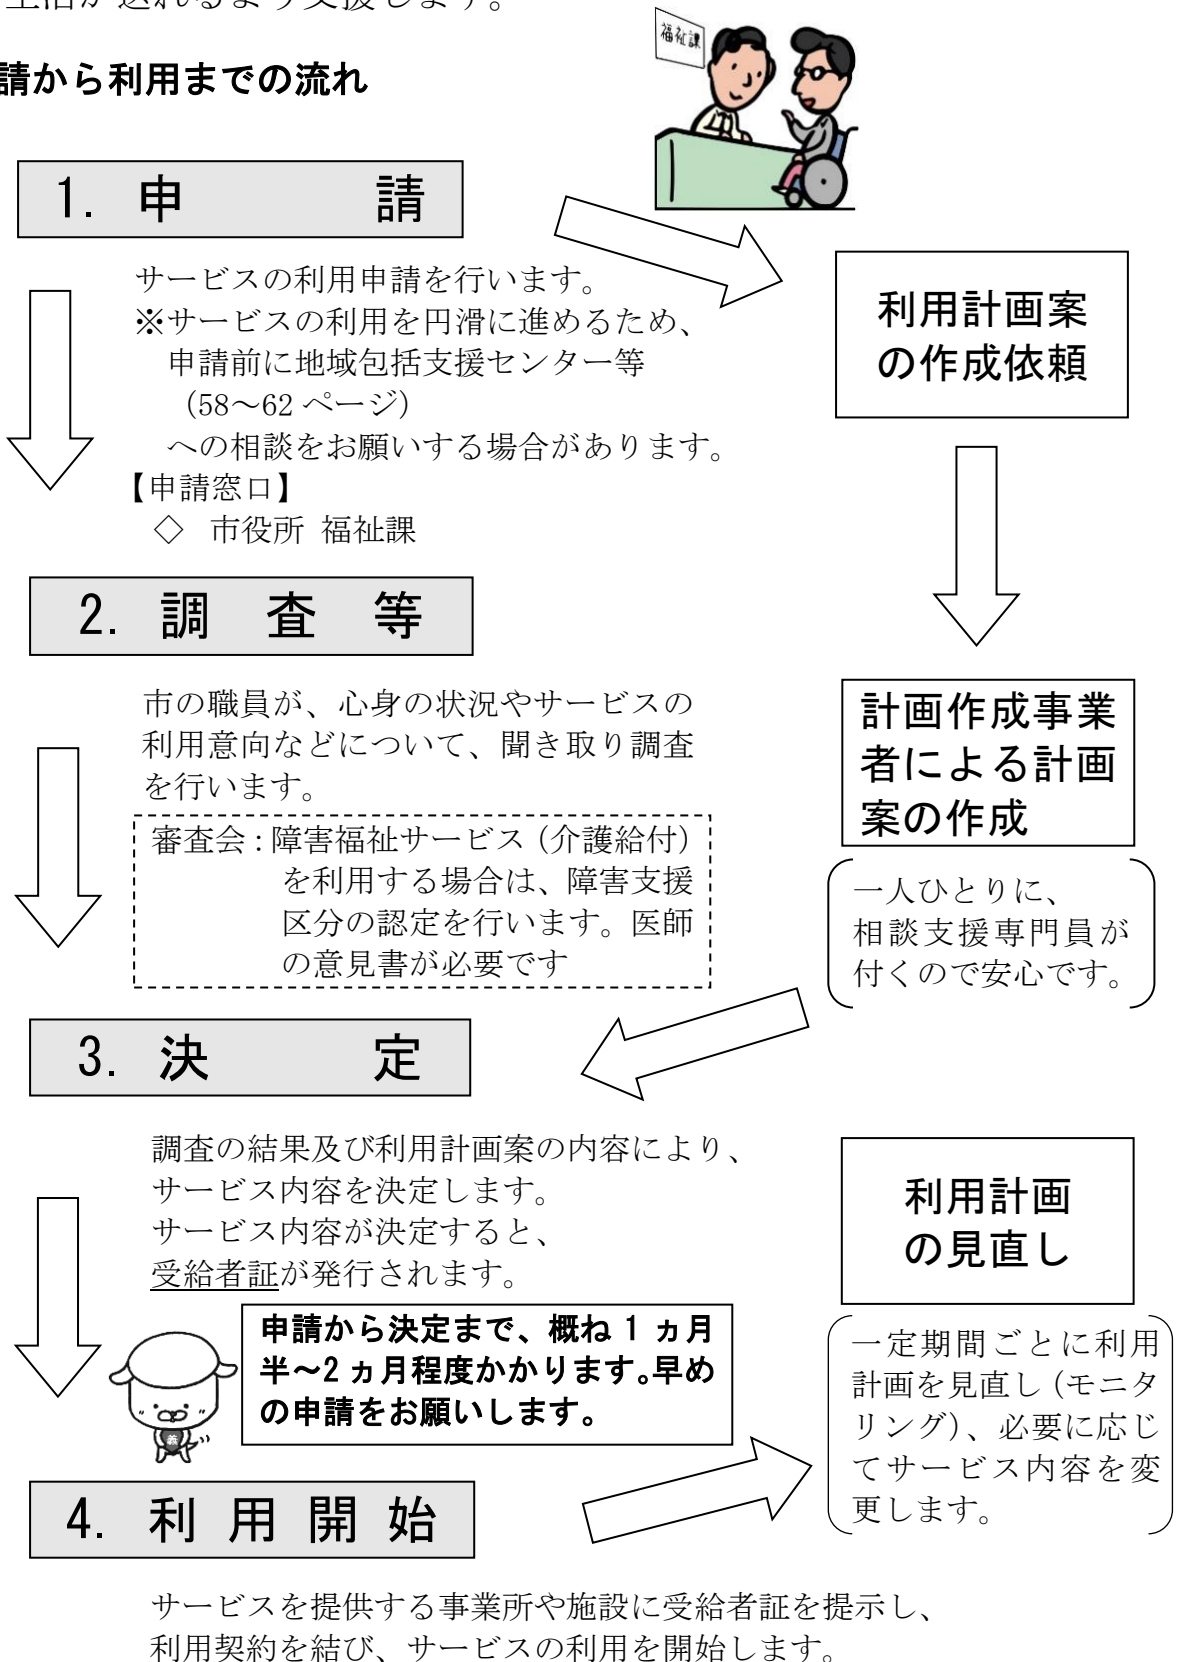 生活が送れるよう支援します。
請から利用までの流れ
福祉課
1. 申 請
サービスの利用申請を行います。
※サービスの利用を円滑に進めるため、
申請前に地域包括支援センター等
（58～62 ページ）
への相談をお願いする場合があります。
【申請窓口】
◇ 市役所 福祉課
利用計画案
の作成依頼
2. 調 査 等
市の職員が、心身の状況やサービスの
利用意向などについて、聞き取り調査
を行います。
審査会：障害福祉サービス（介護給付）
を利用する場合は、障害支援
区分の認定を行います。医師
の意見書が必要です
計画作成事業
者による計画
案の作成
一人ひとりに、
相談支援専門員が
付くので安心です。
3. 決 定
調査の結果及び利用計画案の内容により、
サービス内容を決定します。
サービス内容が決定すると、
受給者証が発行されます。
申請から決定まで、概ね 1 ヵ月
半～2 ヵ月程度かかります。早め
の申請をお願いします。
義
4. 利 用 開 始
利用計画
の見直し
一定期間ごとに利用
計画を見直し（モニタ
リング）、必要に応じ
てサービス内容を変
更します。
サービスを提供する事業所や施設に受給者証を提示し、
利用契約を結び、サービスの利用を開始します。